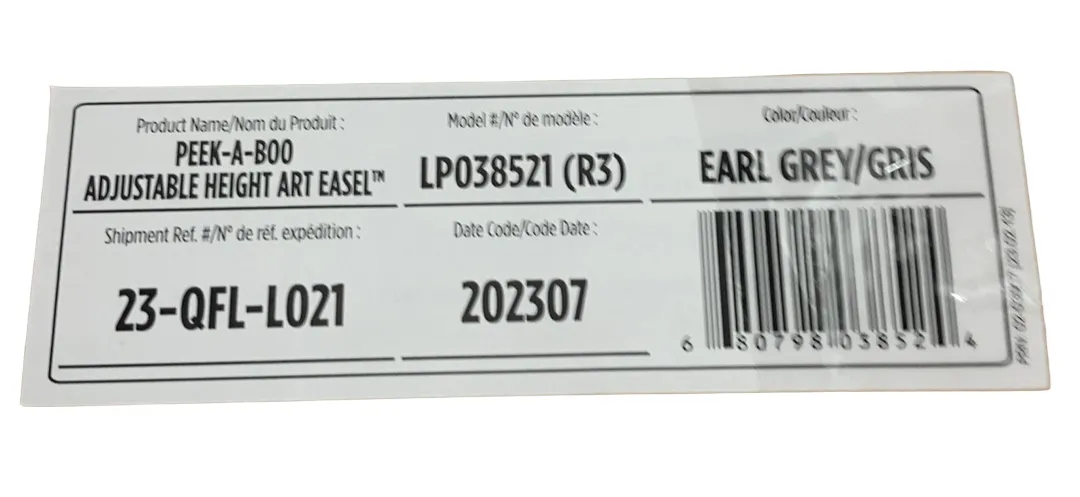 Product Name/Nom du Produit :
PEEK-A-BOO
ADJUSTABLE HEIGHT ART EASEL™
Model #/N° de modèle :
LP038521 (R3)
Color/Couleur :
EARL GREY/GRIS
Shipment Ref. #/N° de réf. expédition :
23-QFL-L021
Date Code/Code Date :
202307
6 80798 03852 4